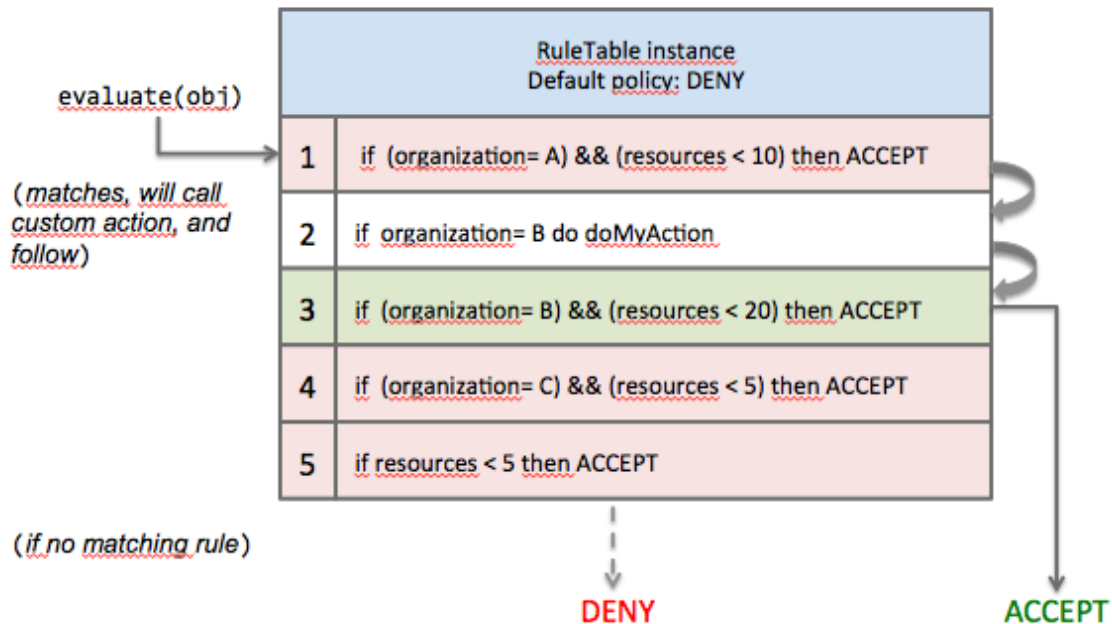 RuleTable instance
Default policy: DENY
evaluate(obj)
1 if (organization= A) && (resources < 10) then ACCEPT
(matches, will call
custom action, and
follow)
2 if organization= B do doMyAction
3 if (organization= B) && (resources < 20) then ACCEPT
4 if (organization= C) && (resources < 5) then ACCEPT
5 if resources < 5 then ACCEPT
(if no matching rule)
DENY ACCEPT